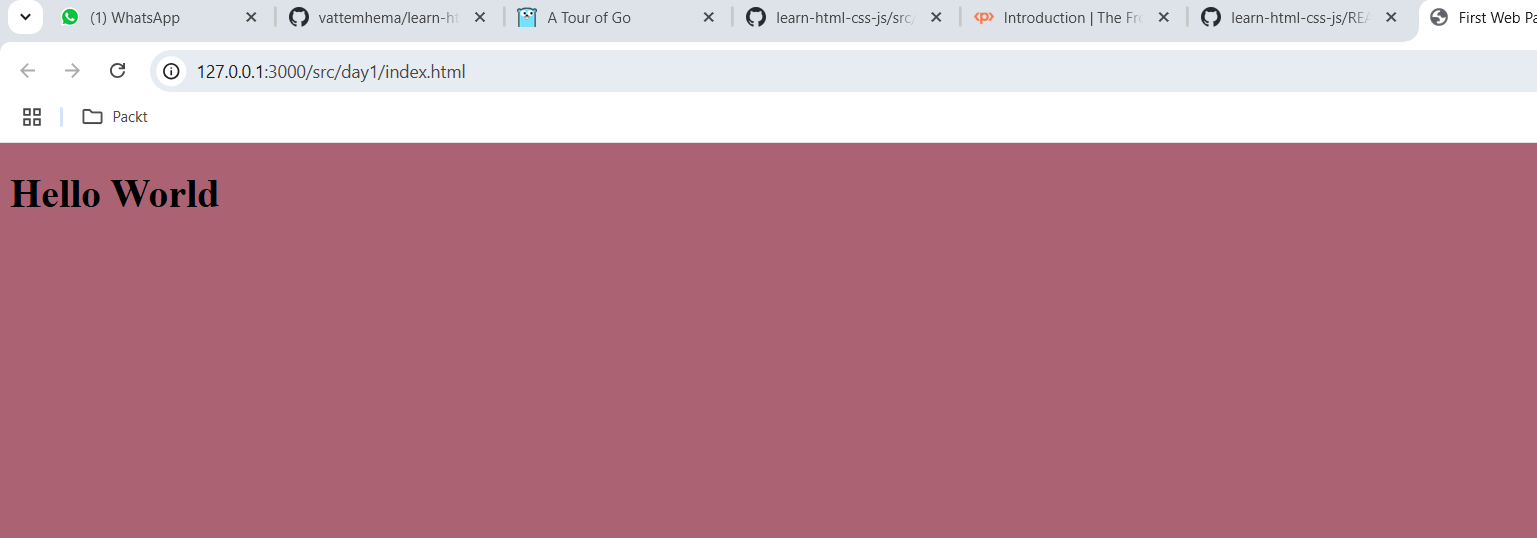 (1) WhatsApp
vattemhema/learn-ht
A Tour of Go
learn-html-css-js/src/
Introduction | The Fro
learn-html-css-js/REA
First Web Pa
127.0.0.1:3000/src/day1/index.html
Packt
Hello World